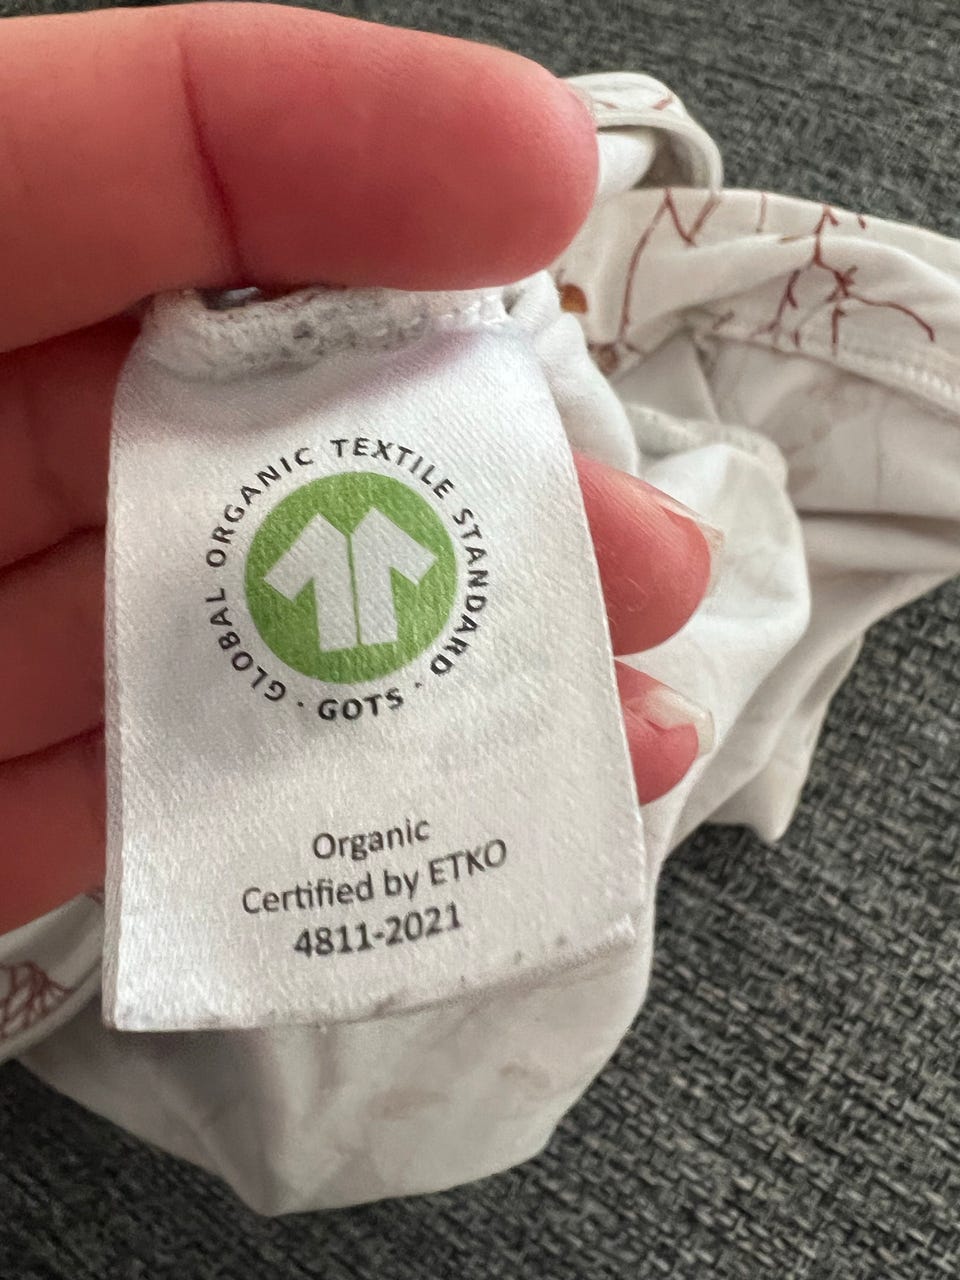 GLOBAL ORGANIC TEXTILE STANDARD · GOTS ·
Organic
Certified by ETKO
4811-2021